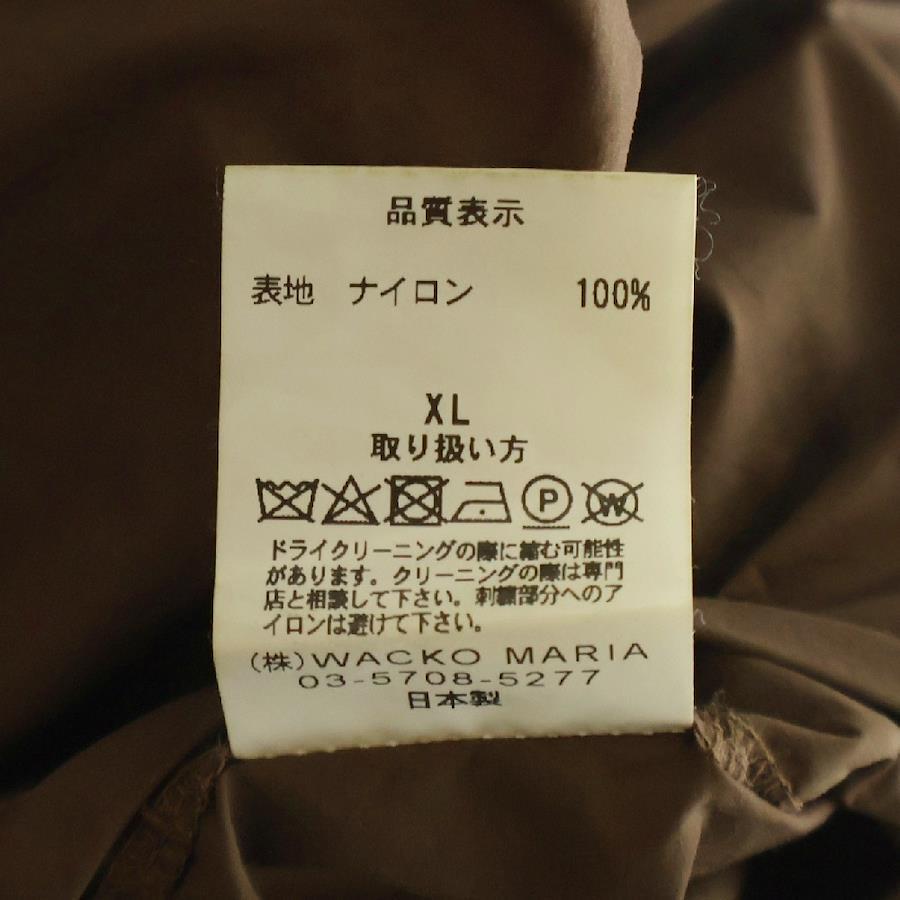 品質表示
表地 ナイロン 100%
XL
取り扱い方
P W
ドライクリーニングの際に縮む可能性
があります。クリーニングの際は専門
店と相談して下さい。刺繍部分へのア
イロンは避けて下さい。
(株)WACKO MARIA
03-5708-5277
日本製